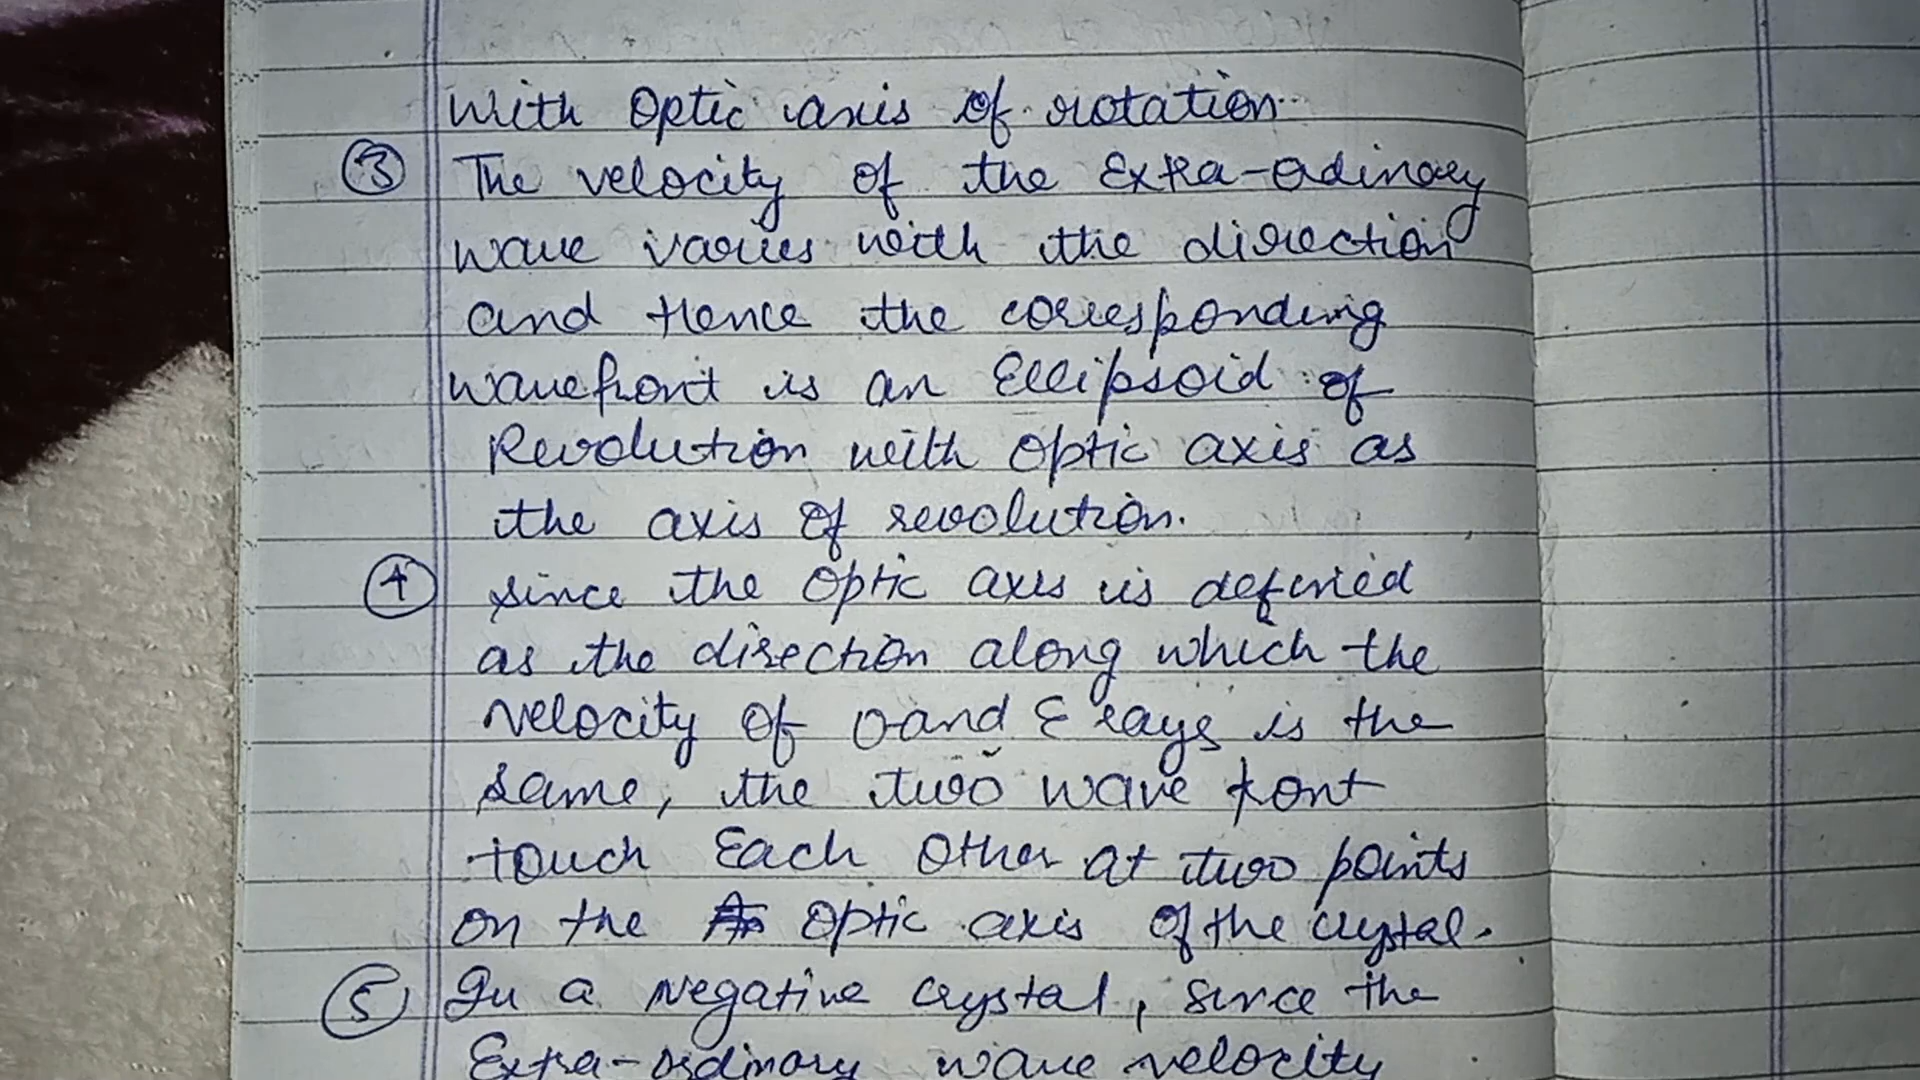 with optic axis of rotation.
③ The velocity of the Extra-odinary
wave varies with the direction
and Hence the corresponding
wavefront is an Ellipsoid of
Revolution with optic axis as
the axis of revolution.
④ since the optic axis is defined
as the direction along which the
velocity of O and E rays is the
same, the two wave font
touch Each Other at two points
on the optic axis of the crystal.
⑤ In a Negative crystal, since the
Extra-ordinary wave velocity